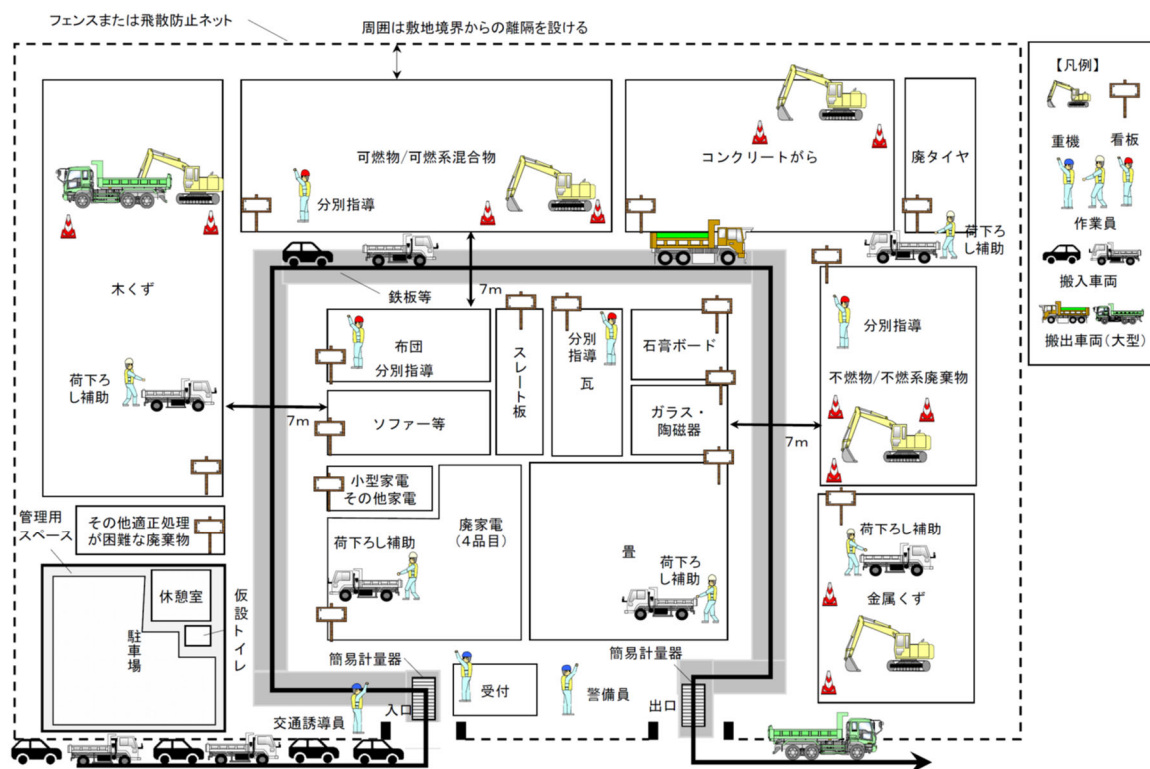 フェンスまたは飛散防止ネット
周囲は敷地境界からの離隔を設ける
【凡例】
重機
看板
作業員
搬入車両
搬出車両(大型)
可燃物/可燃系混合物
分別指導
コンクリートがら
廃タイヤ
荷下ろ
し補助
木くず
鉄板等
7m
布団
分別指導
スレート板
分別
指導
瓦
石膏ボード
分別指導
不燃物/不燃系廃棄物
荷下ろ
し補助
7m
ソファー等
ガラス・
陶磁器
7m
小型家電
その他家電
管理用
スペース
その他適正処理
が困難な廃棄物
廃家電
(4品目)
荷下ろし補助
畳
荷下ろ
し補助
荷下ろし補助
金属くず
休憩室
仮設トイレ
駐車場
簡易計量器
受付
簡易計量器
警備員
入口
出口
交通誘導員